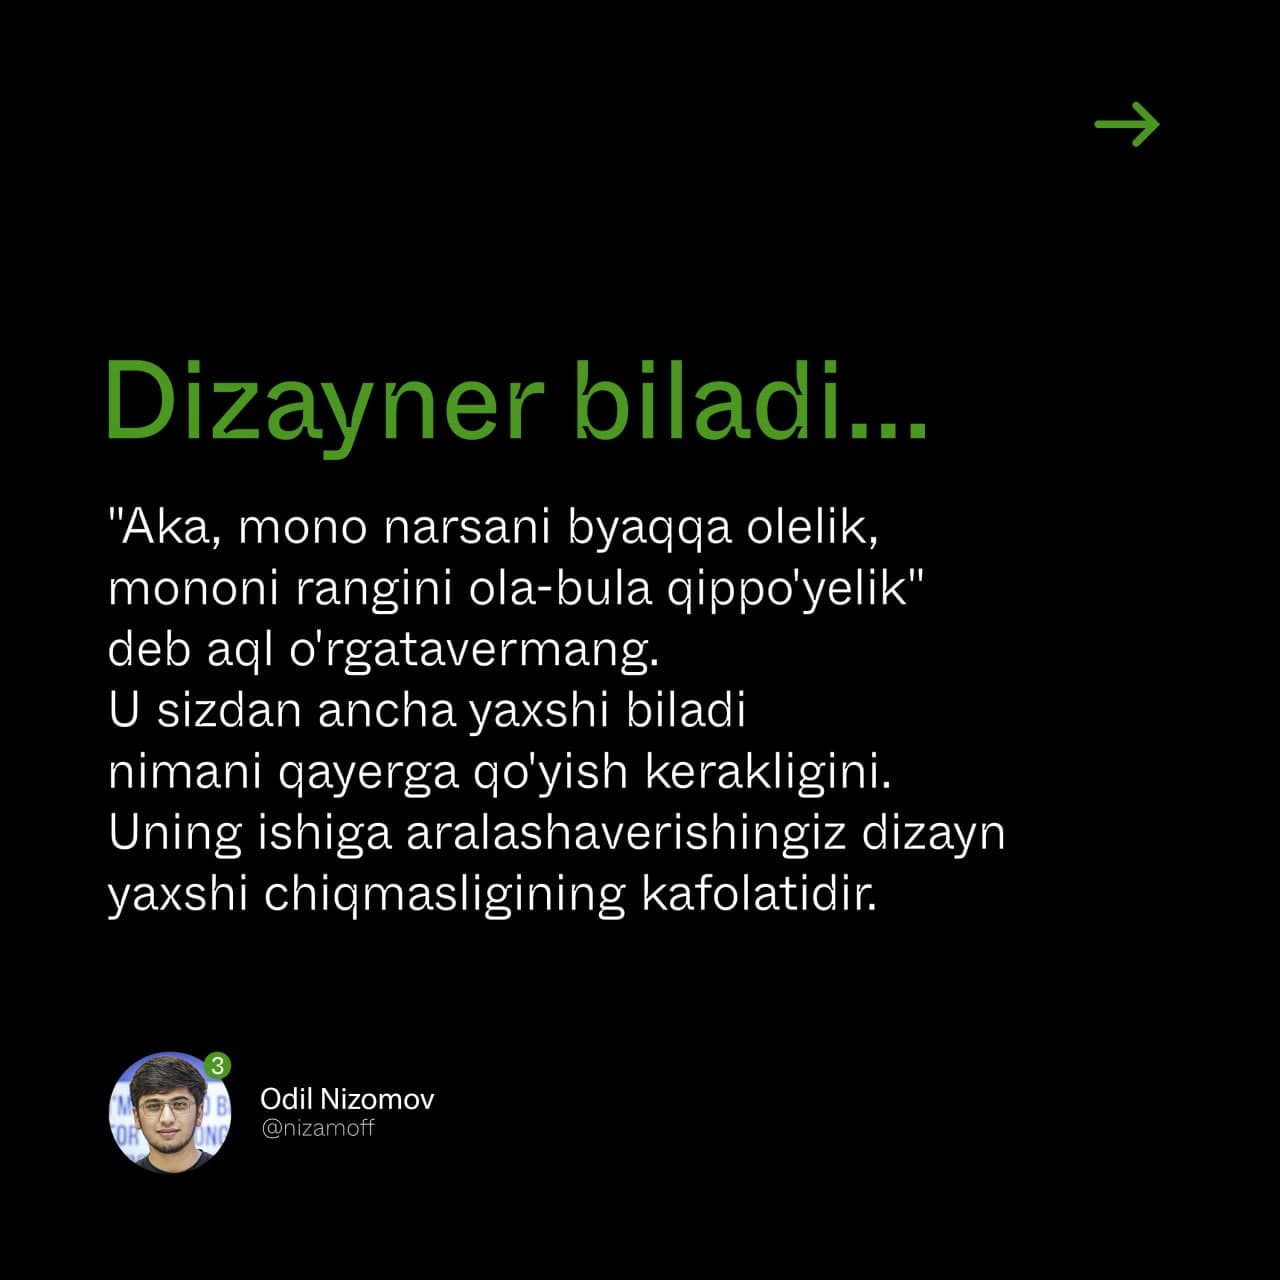 Dizayner biladi...
"Aka, mono narsani byaqqa olelik,
mononi rangini ola-bula qippo'yelik"
deb aql o'rgatavermang.
U sizdan ancha yaxshi biladi
nimani qayerga qo'yish kerakligini.
Uning ishiga aralashaverishingiz dizayn
yaxshi chiqmasligining kafolatidir.
3
Odil Nizomov
@nizamoff